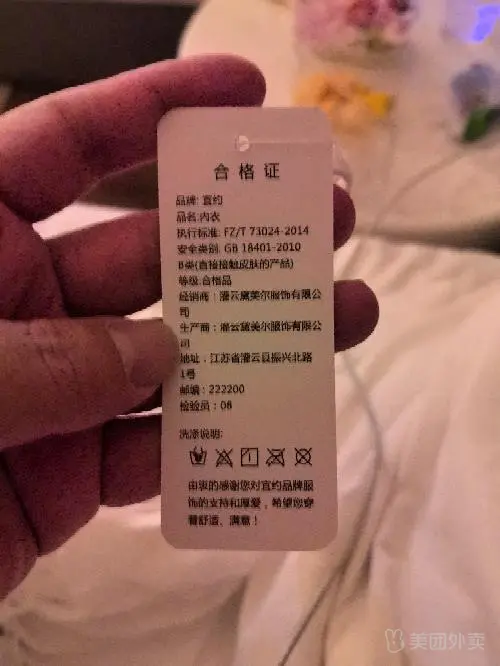 合格证
品牌: 宜约
品名:内衣
执行标准: FZ/T 73024-2014
安全类别: GB 18401-2010
B类(直接接触皮肤的产品)
等级:合格品
经销商：灌云黛美尔服饰有限公
司
生产商：灌云黛美尔服饰有限公
司
地址：江苏省灌云县振兴北路
1号
邮编：222200
检验员：08
洗涤说明:
由衷的感谢您对宜约品牌服
饰的支持和厚爱，希望您穿
着舒适、满意！
美团外卖